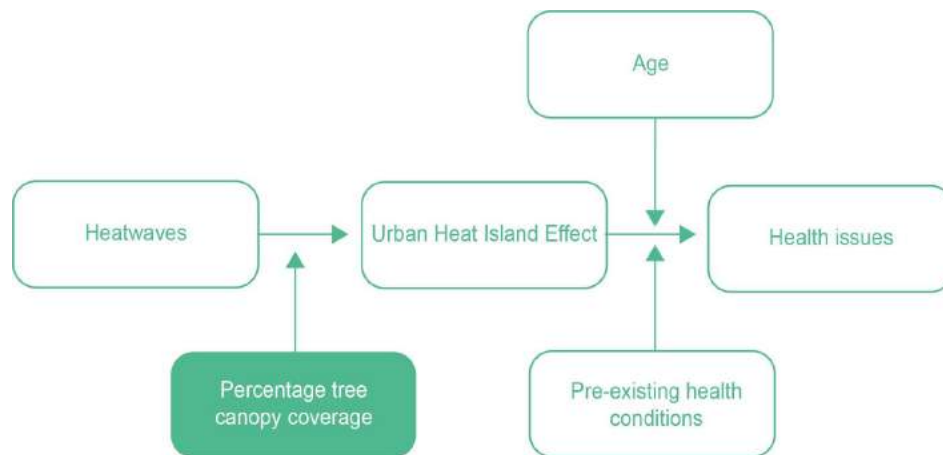 Age
Heatwaves
Urban Heat Island Effect
Health issues
Percentage tree
canopy coverage
Pre-existing health
conditions